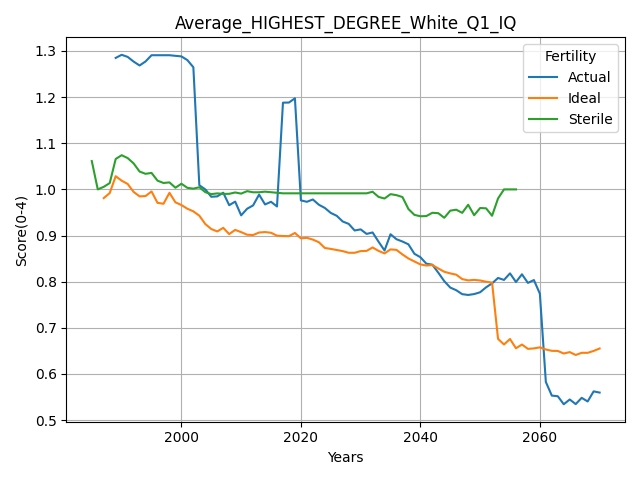 Average_HIGHEST_DEGREE_White_Q1_IQ
Score(0-4)
1.3
1.2
1.1
1.0
0.9
0.8
0.7
0.6
0.5
Fertility
Actual
Ideal
Sterile
2000 2020 2040 2060
Years